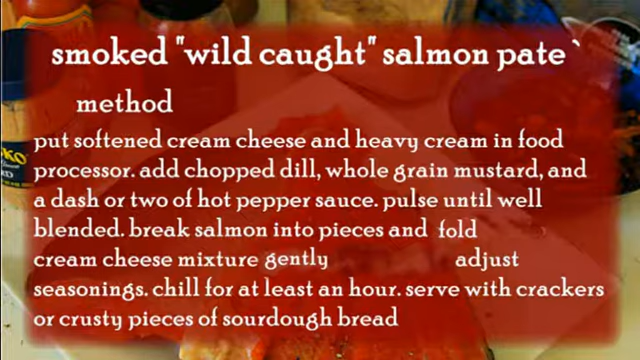 smoked "wild caught" salmon pate`
method
put softened cream cheese and heavy cream in food
processor. add chopped dill, whole grain mustard, and
a dash or two of hot pepper sauce. pulse until well
blended. break salmon into pieces and fold
cream cheese mixture gently adjust
seasonings. chill for at least an hour. serve with crackers
or crusty pieces of sourdough bread